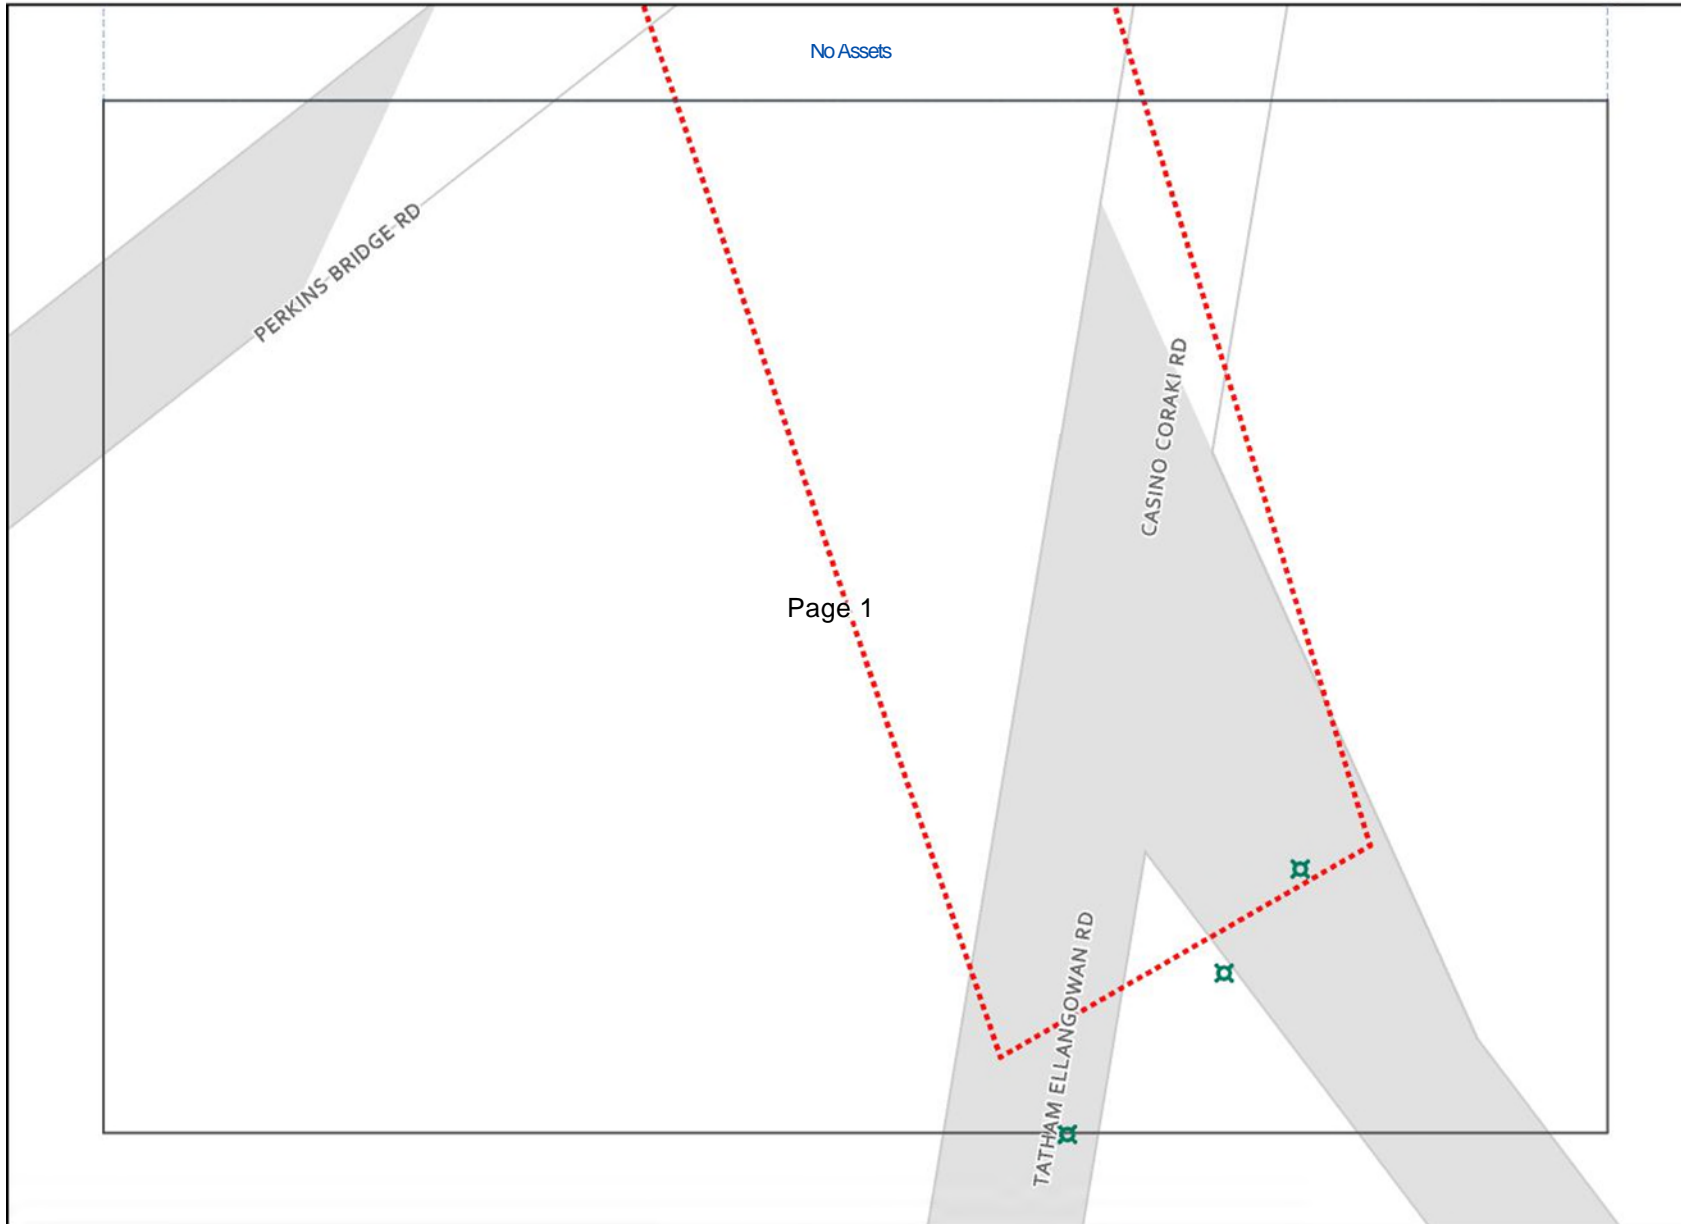 No Assets
PERKINS BRIDGE RD
CASINO CORAKI RD
Page 1
TATHAM ELLANGOWAN RD